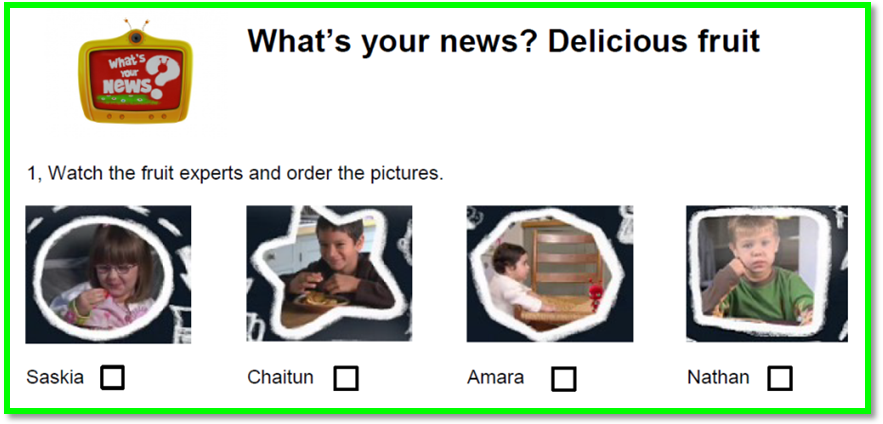 What's your news? Delicious fruit
What's
your
NEWS?
1, Watch the fruit experts and order the pictures.
Saskia
Chaitun
Amara
Nathan